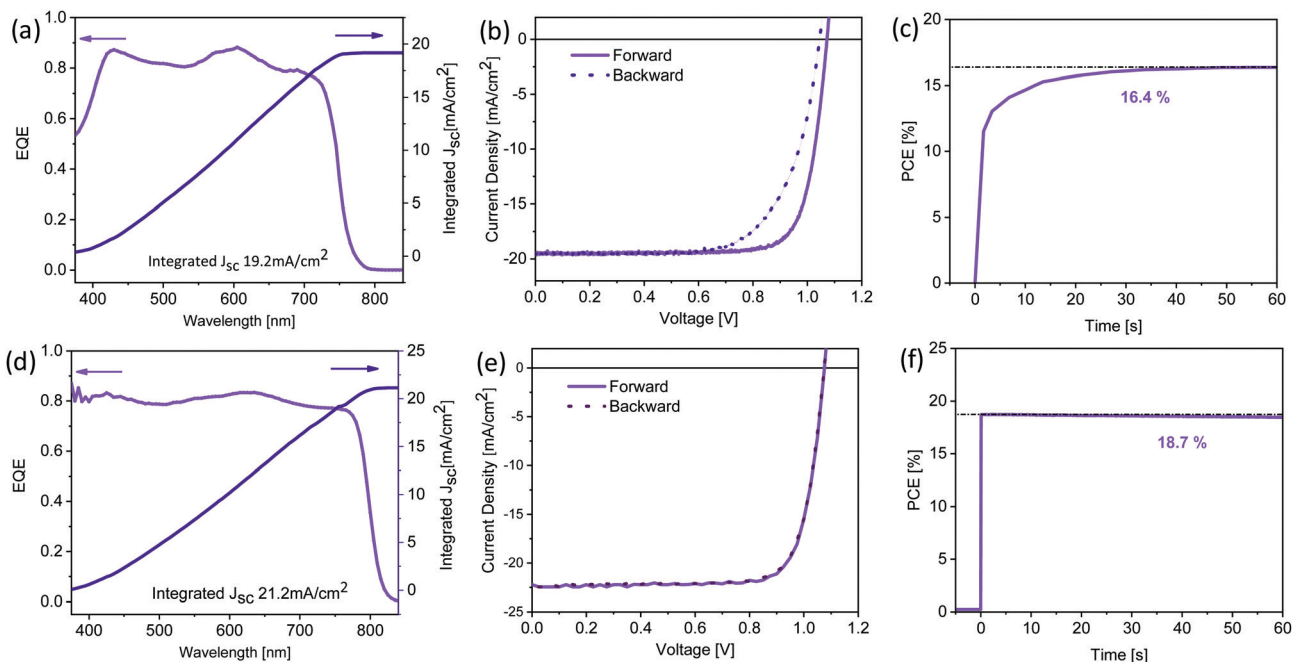 (a)
1.0
0.8
0.6
0.4
0.2
0.0
EQE
400 500 600 700 800
Wavelength [nm]
20
15
10
5
0
Integrated JSC[mA/cm2]
Integrated JSC 19.2mA/cm2
(b)
0
-5
-10
-15
-20
Current Density [mA/cm2]
Forward
Backward
0.0 0.2 0.4 0.6 0.8 1.0 1.2
Voltage [V]
(c)
20
15
10
5
0
PCE [%]
16.4 %
0 10 20 30 40 50 60
Time [s]
(d)
1.0
0.8
0.6
0.4
0.2
0.0
EQE
400 500 600 700 800
Wavelength [nm]
25
20
15
10
5
0
Integrated JSC[mA/cm2]
Integrated JSC 21.2mA/cm2
(e)
0
-5
-10
-15
-20
-25
Current Density [mA/cm2]
Forward
Backward
0.0 0.2 0.4 0.6 0.8 1.0 1.2
Voltage [V]
(f)
25
20
15
10
5
0
PCE [%]
18.7 %
0 10 20 30 40 50 60
Time [s]